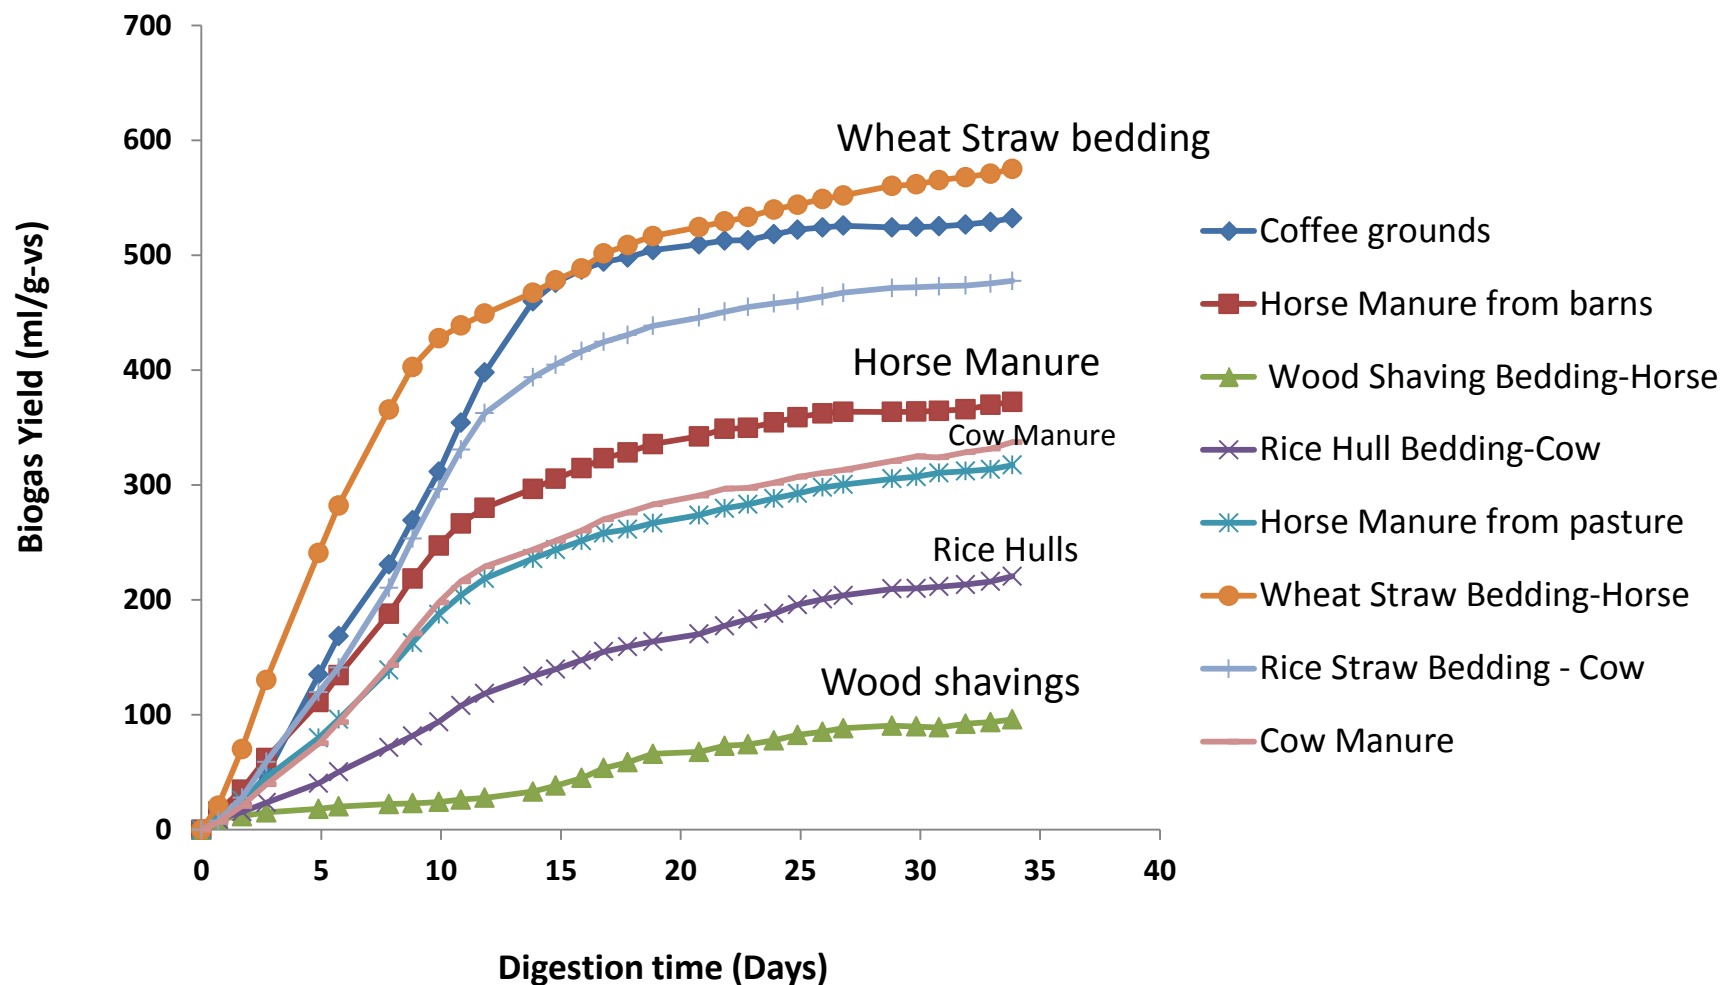 700
600
500
400
300
200
100
0
Biogas Yield (ml/g-vs)
0 5 10 15 20 25 30 35 40
Digestion time (Days)
Wheat Straw bedding
Horse Manure
Cow Manure
Rice Hulls
Wood shavings
Coffee grounds
Horse Manure from barns
Wood Shaving Bedding-Horse
Rice Hull Bedding-Cow
Horse Manure from pasture
Wheat Straw Bedding-Horse
Rice Straw Bedding - Cow
Cow Manure